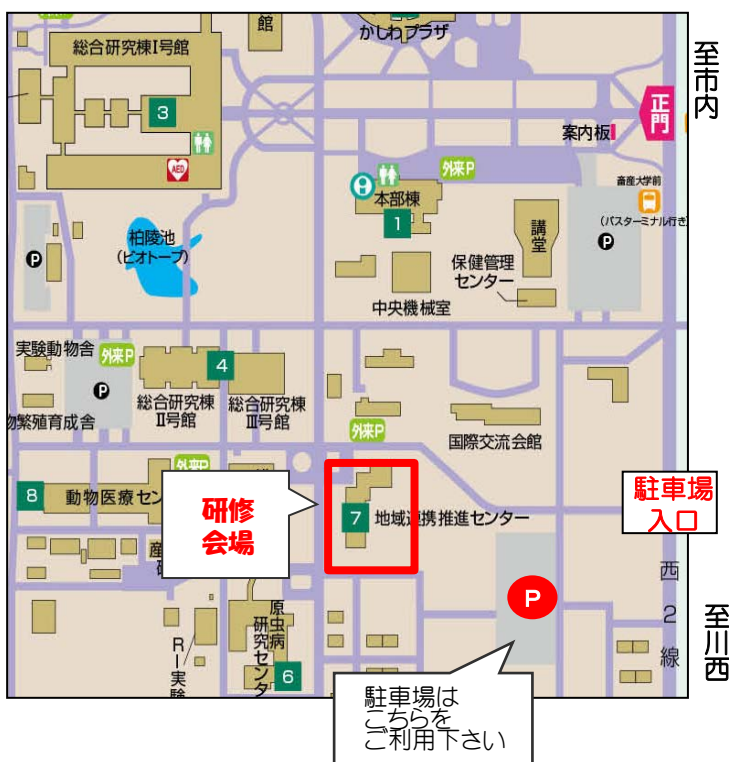 館
かしわプラザ
総合研究棟Ⅰ号館
至市内
3
正門
案内板
AED
外来P
畜産大学前
本部棟
(バスターミナル行き)
1
講堂
柏陵池
(ビオトープ)
P
P
保健管理
センター
中央機械室
実験動物舎
外来P
4
P
総合研究棟
Ⅱ号館
総合研究棟
Ⅲ号館
物繁殖育成舎
外来P
国際交流会館
外来P
駐車場
入口
8
動物医療セン
研修
会場
7
地域連携推進センター
産
西2線
P
原虫病
研究センタ
至川西
RI実験
6
駐車場は
こちらを
ご利用下さい